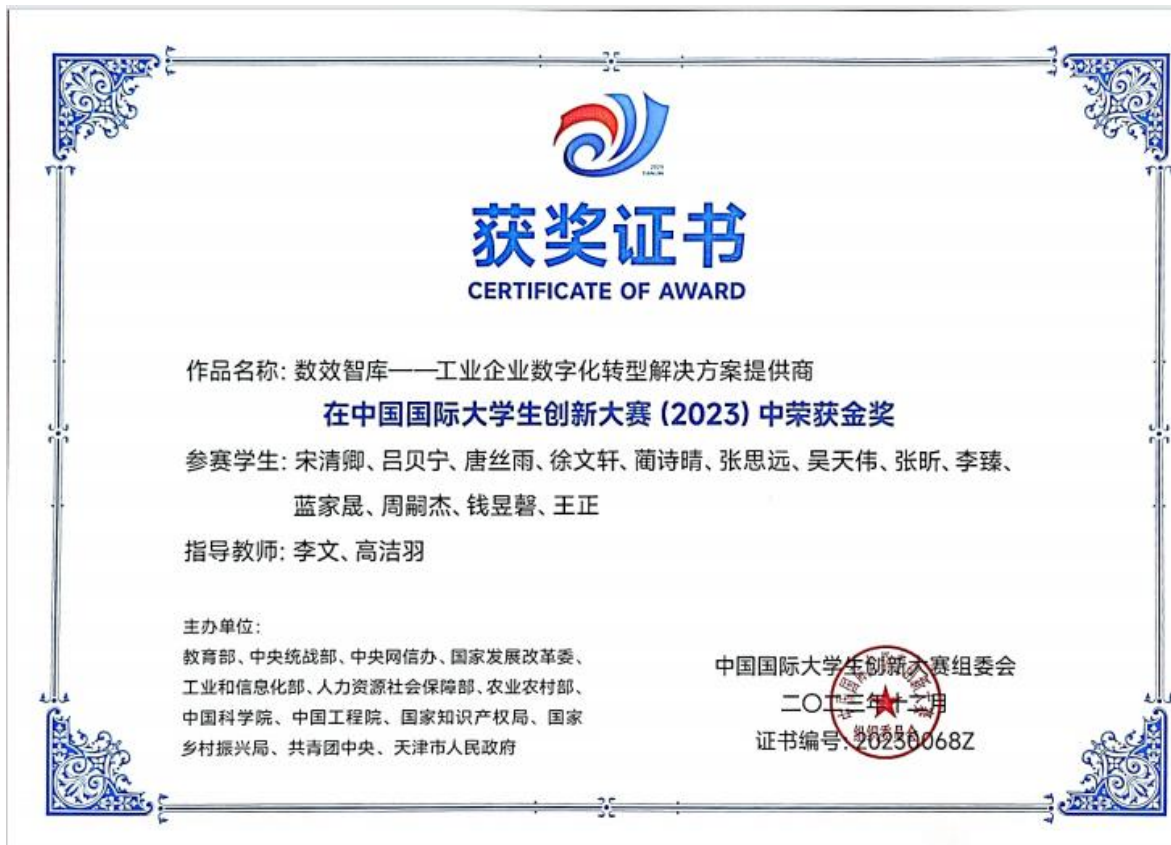 2023
TIANJIN
获奖证书
CERTIFICATE OF AWARD
作品名称: 数效智库——工业企业数字化转型解决方案提供商
在中国国际大学生创新大赛 (2023) 中荣获金奖
参赛学生: 宋清卿、吕贝宁、唐丝雨、徐文轩、蔺诗晴、张思远、吴天伟、张昕、李臻、
蓝家晟、周嗣杰、钱昱磬、王正
指导教师: 李文、高洁羽
主办单位:
教育部、中央统战部、中央网信办、国家发展改革委、
工业和信息化部、人力资源社会保障部、农业农村部、
中国科学院、中国工程院、国家知识产权局、国家
乡村振兴局、共青团中央、天津市人民政府
中国国际大学生创新大赛组委会
二〇二三年十二月
证书编号: 20230068Z